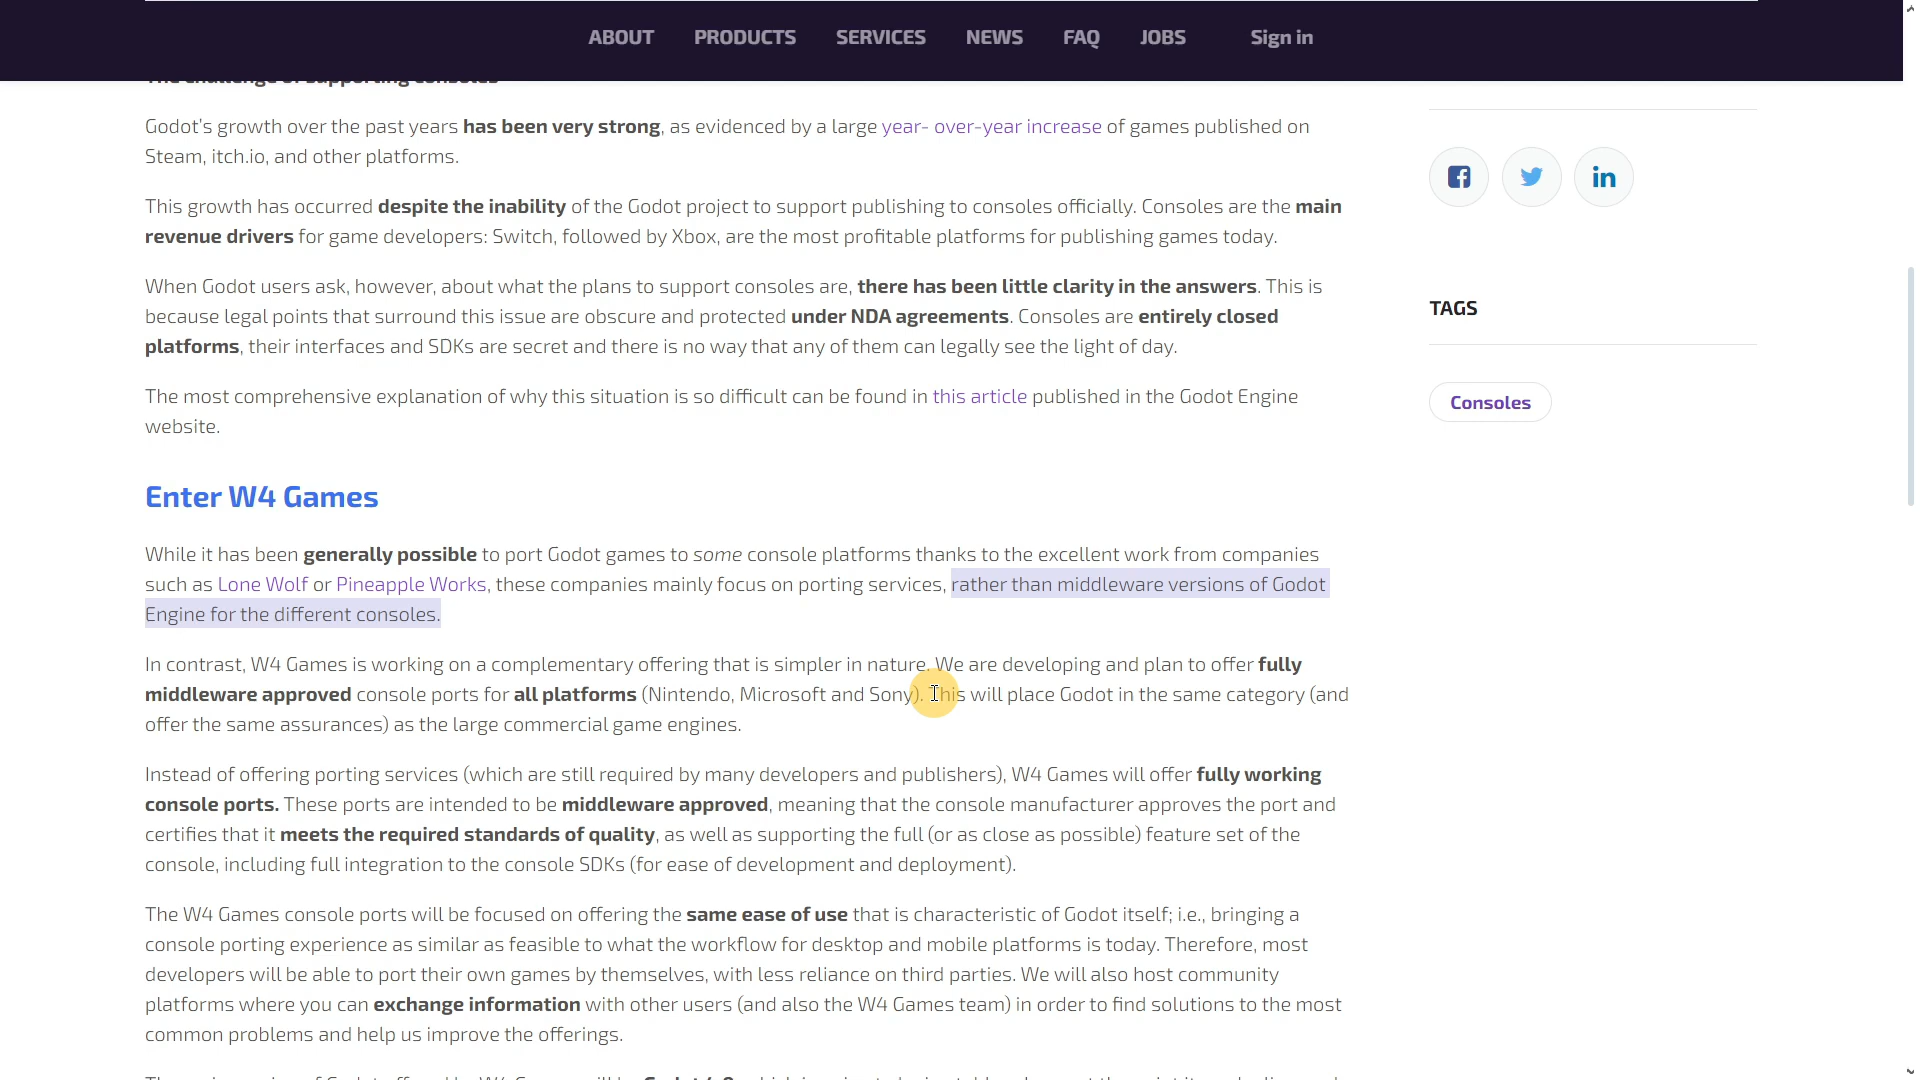 ABOUT PRODUCTS SERVICES NEWS FAQ JOBS Sign in
The challenge of supporting consoles
Godot's growth over the past years has been very strong, as evidenced by a large year- over-year increase of games published on
Steam, itch.io, and other platforms.
This growth has occurred despite the inability of the Godot project to support publishing to consoles officially. Consoles are the main
revenue drivers for game developers: Switch, followed by Xbox, are the most profitable platforms for publishing games today.
When Godot users ask, however, about what the plans to support consoles are, there has been little clarity in the answers. This is
because legal points that surround this issue are obscure and protected under NDA agreements. Consoles are entirely closed
platforms, their interfaces and SDKs are secret and there is no way that any of them can legally see the light of day.
The most comprehensive explanation of why this situation is so difficult can be found in this article published in the Godot Engine
website.
Enter W4 Games
While it has been generally possible to port Godot games to some console platforms thanks to the excellent work from companies
such as Lone Wolf or Pineapple Works, these companies mainly focus on porting services, rather than middleware versions of Godot
Engine for the different consoles.
In contrast, W4 Games is working on a complementary offering that is simpler in nature. We are developing and plan to offer fully
middleware approved console ports for all platforms (Nintendo, Microsoft and Sony). This will place Godot in the same category (and
offer the same assurances) as the large commercial game engines.
Instead of offering porting services (which are still required by many developers and publishers), W4 Games will offer fully working
console ports. These ports are intended to be middleware approved, meaning that the console manufacturer approves the port and
certifies that it meets the required standards of quality, as well as supporting the full (or as close as possible) feature set of the
console, including full integration to the console SDKs (for ease of development and deployment).
The W4 Games console ports will be focused on offering the same ease of use that is characteristic of Godot itself; i.e., bringing a
console porting experience as similar as feasible to what the workflow for desktop and mobile platforms is today. Therefore, most
developers will be able to port their own games by themselves, with less reliance on third parties. We will also host community
platforms where you can exchange information with other users (and also the W4 Games team) in order to find solutions to the most
common problems and help us improve the offerings.
TAGS
Consoles